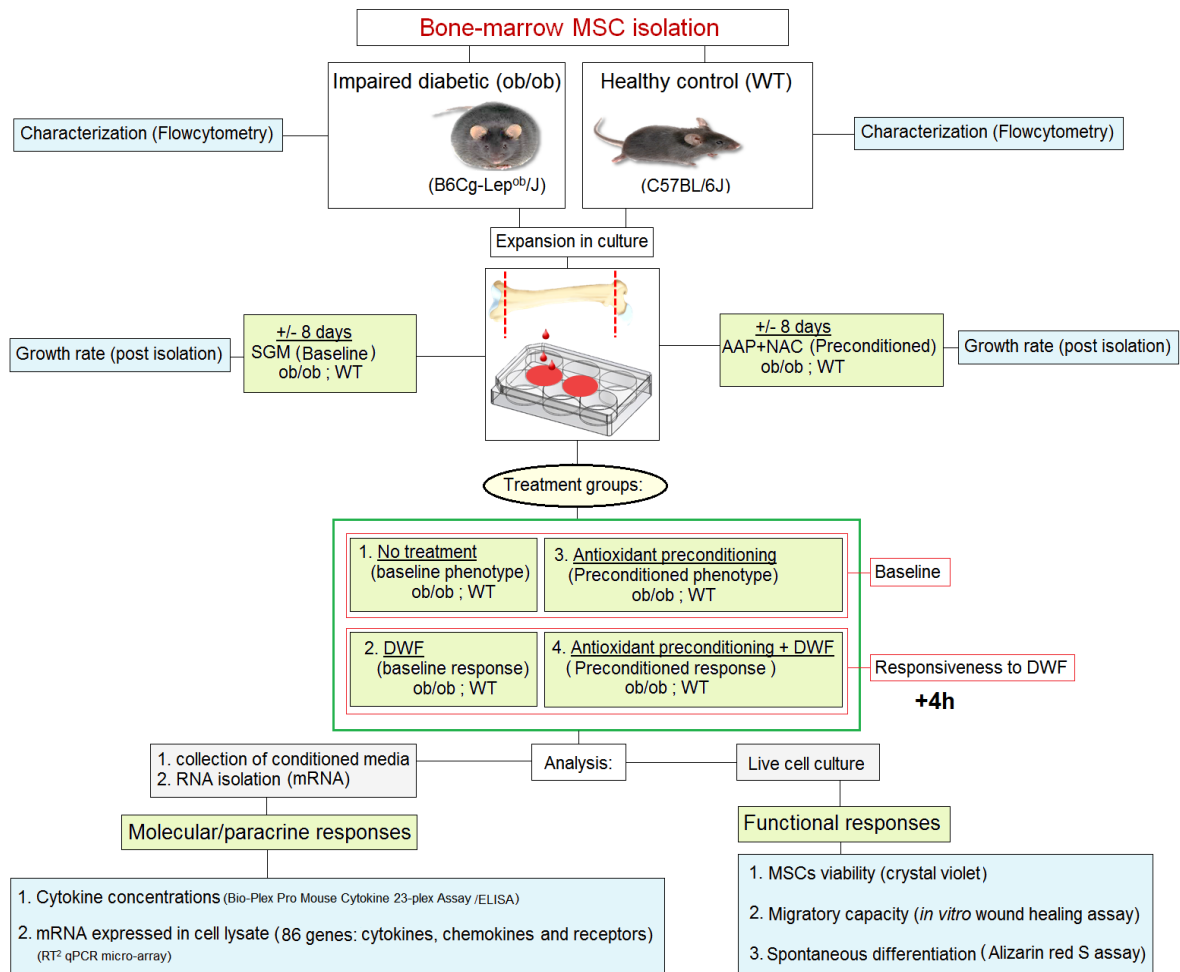 Bone-marrow MSC isolation
Impaired diabetic (ob/ob)
(B6Cg-Lepᵒᵇ/J)
Healthy control (WT)
(C57BL/6J)
Characterization (Flowcytometry)
Characterization (Flowcytometry)
Expansion in culture
Growth rate (post isolation)
+/- 8 days
SGM (Baseline)
ob/ob ; WT
+/- 8 days
AAP+NAC (Preconditioned)
ob/ob ; WT
Growth rate (post isolation)
Treatment groups:
1. No treatment
(baseline phenotype)
ob/ob ; WT
3. Antioxidant preconditioning
(Preconditioned phenotype)
ob/ob ; WT
Baseline
2. DWF
(baseline response)
ob/ob ; WT
4. Antioxidant preconditioning + DWF
( Preconditioned response )
ob/ob ; WT
Responsiveness to DWF
+4h
1. collection of conditioned media
2. RNA isolation (mRNA)
Analysis:
Live cell culture
Molecular/paracrine responses
Functional responses
1. Cytokine concentrations (Bio-Plex Pro Mouse Cytokine 23-plex Assay /ELISA)
2. mRNA expressed in cell lysate (86 genes: cytokines, chemokines and receptors)
(RT² qPCR micro-array)
1. MSCs viability (crystal violet)
2. Migratory capacity (in vitro wound healing assay)
3. Spontaneous differentiation (Alizarin red S assay)